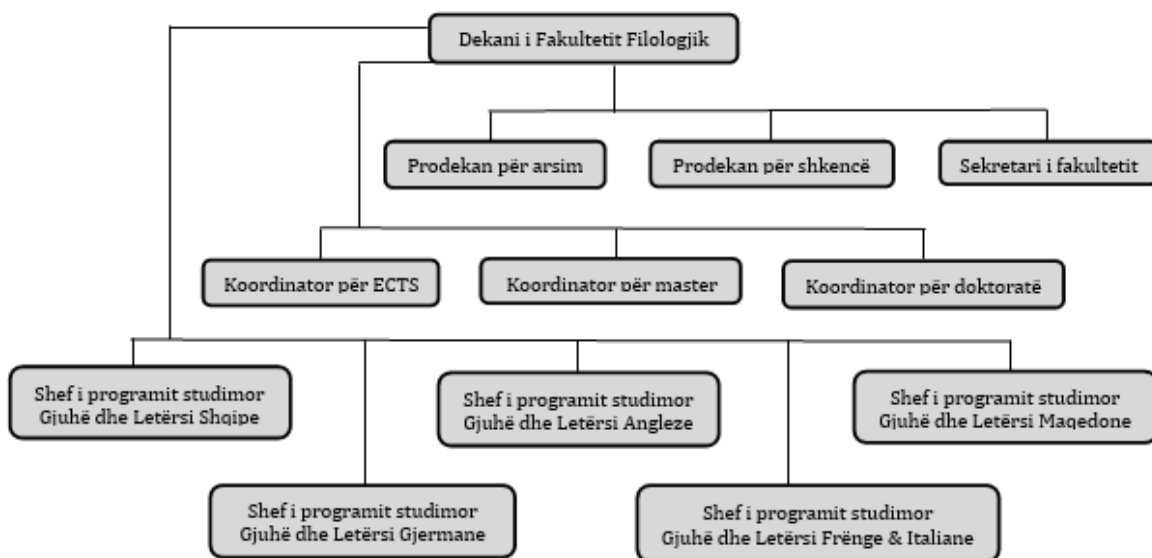 Dekani i Fakultetit Filologjik
Prodekan për arsim
Prodekan për shkencë
Sekretari i fakultetit
Koordinator për ECTS
Koordinator për master
Koordinator për doktoratë
Shef i programit studimor
Gjuhë dhe Letërsi Shqipe
Shef i programit studimor
Gjuhë dhe Letërsi Angleze
Shef i programit studimor
Gjuhë dhe Letërsi Maqedone
Shef i programit studimor
Gjuhë dhe Letërsi Gjermane
Shef i programit studimor
Gjuhë dhe Letërsi Frënge & Italiane